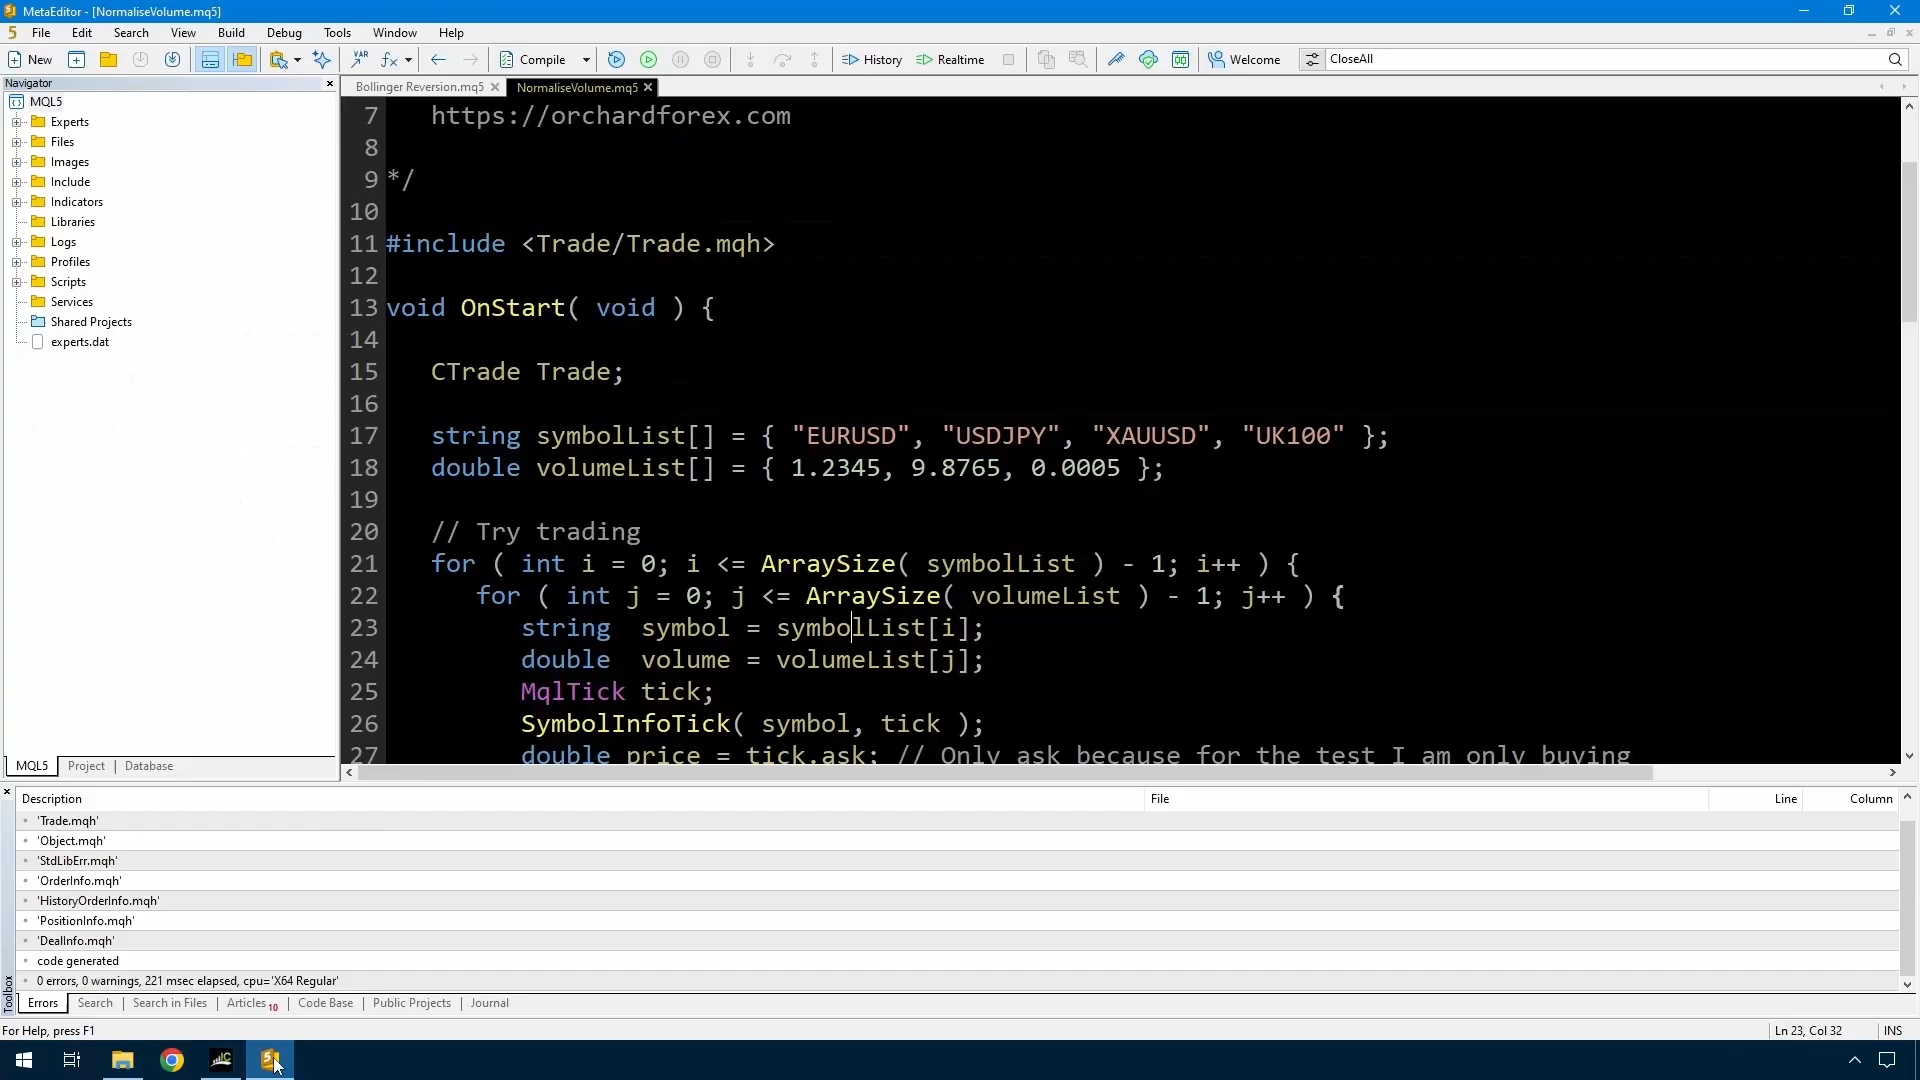 MetaEditor - [NormaliseVolume.mq5]
5 File Edit Search View Build Debug Tools Window Help
New VAR fx Compile History Realtime Welcome CloseAll
Navigator
MQL5
Experts
Files
Images
Include
Indicators
Libraries
Logs
Profiles
Scripts
Services
Shared Projects
experts.dat
MQL5 Project Database
Bollinger Reversion.mq5 NormaliseVolume.mq5
7 https://orchardforex.com
8
9 */
10
11 #include <Trade/Trade.mqh>
12
13 void OnStart( void ) {
14
15 CTrade Trade;
16
17 string symbolList[] = { "EURUSD", "USDJPY", "XAUUSD", "UK100" };
18 double volumeList[] = { 1.2345, 9.8765, 0.0005 };
19
20 // Try trading
21 for ( int i = 0; i <= ArraySize( symbolList ) - 1; i++ ) {
22 for ( int j = 0; j <= ArraySize( volumeList ) - 1; j++ ) {
23 string symbol = symbolList[i];
24 double volume = volumeList[j];
25 MqlTick tick;
26 SymbolInfoTick( symbol, tick );
27 double price = tick.ask; // Only ask because for the test I am only buying
Description File Line Column
'Trade.mqh'
'Object.mqh'
'StdLibErr.mqh'
'OrderInfo.mqh'
'HistoryOrderInfo.mqh'
'PositionInfo.mqh'
'DealInfo.mqh'
code generated
0 errors, 0 warnings, 221 msec elapsed, cpu='X64 Regular'
Toolbox
Errors Search Search in Files Articles 10 Code Base Public Projects Journal
For Help, press F1 Ln 23, Col 32 INS